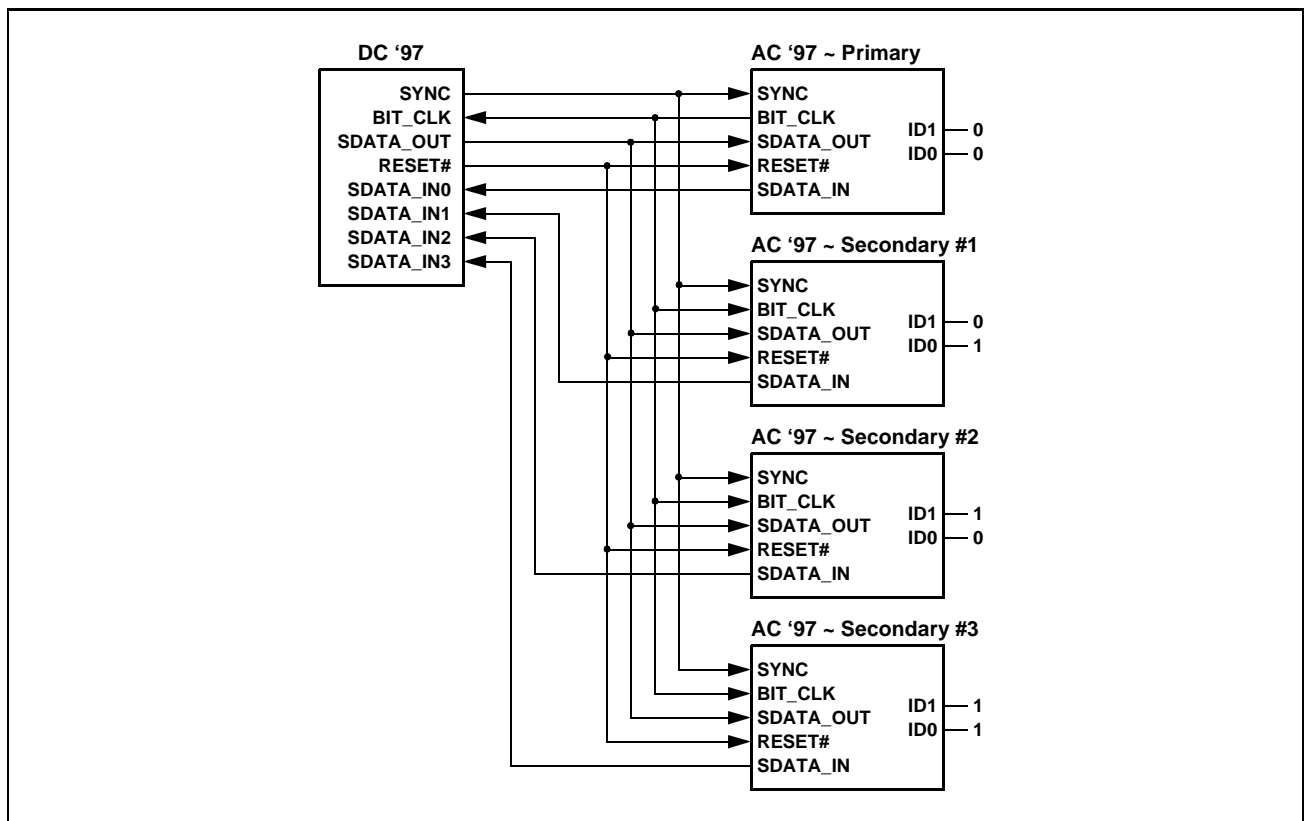 DC ‘97
SYNC
BIT_CLK
SDATA_OUT
RESET#
SDATA_IN0
SDATA_IN1
SDATA_IN2
SDATA_IN3
AC ‘97 ~ Primary
SYNC
BIT_CLK
SDATA_OUT
RESET#
SDATA_IN
ID1 0
ID0 0
AC ‘97 ~ Secondary #1
SYNC
BIT_CLK
SDATA_OUT
RESET#
SDATA_IN
ID1 0
ID0 1
AC ‘97 ~ Secondary #2
SYNC
BIT_CLK
SDATA_OUT
RESET#
SDATA_IN
ID1 1
ID0 0
AC ‘97 ~ Secondary #3
SYNC
BIT_CLK
SDATA_OUT
RESET#
SDATA_IN
ID1 1
ID0 1